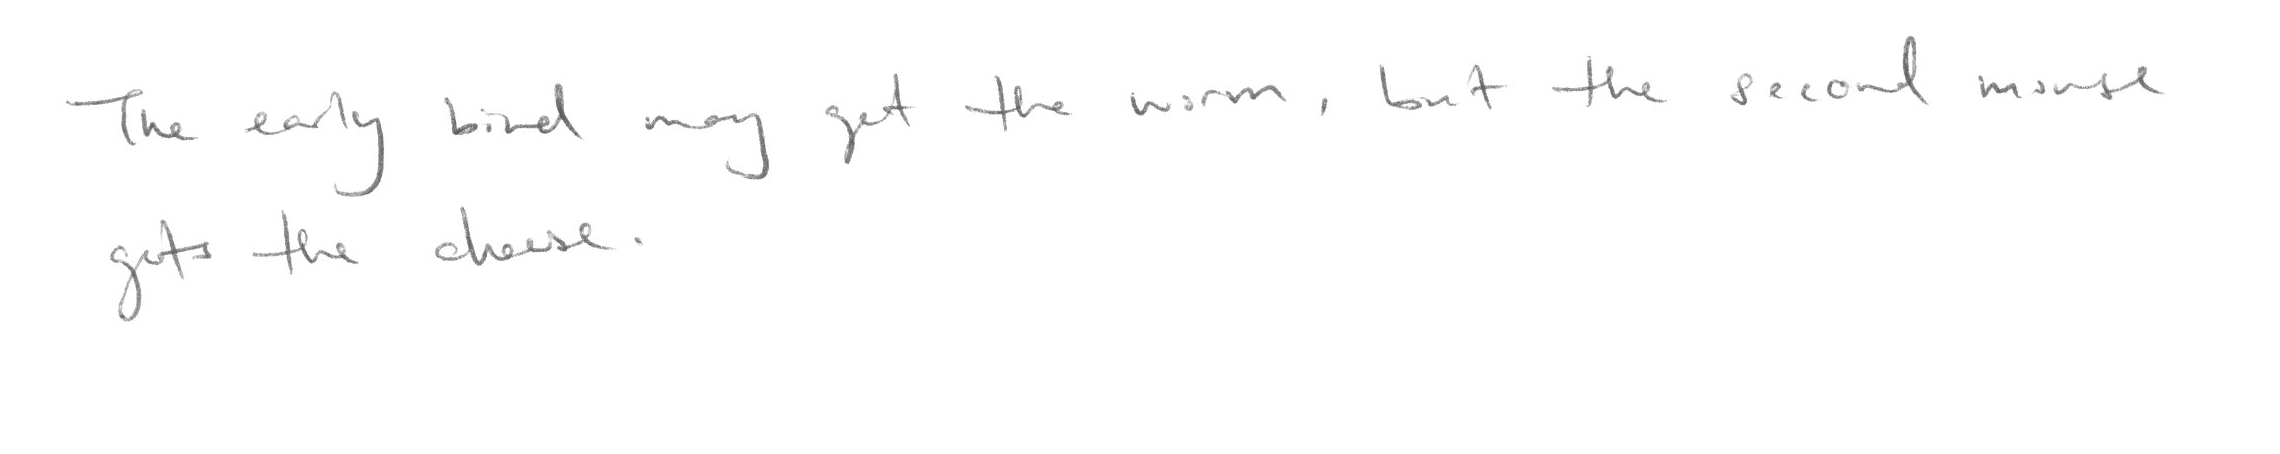 The early bird may get the worm, but the second mouse
gets the cheese.